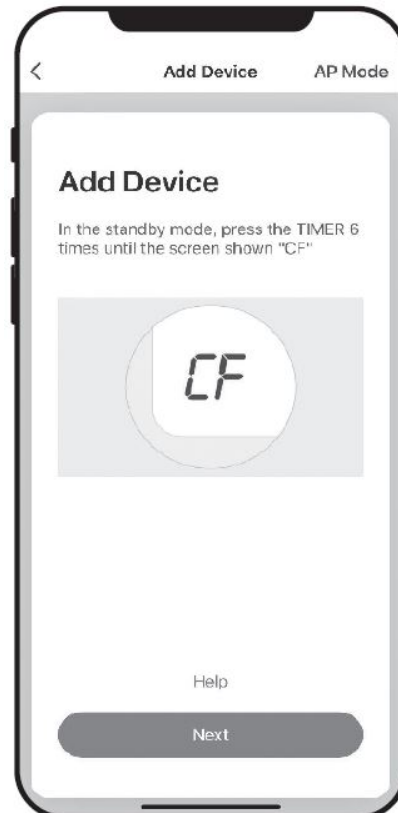 Add Device AP Mode
Add Device
In the standby mode, press the TIMER 6
times until the screen shown "CF"
CF
Help
Next